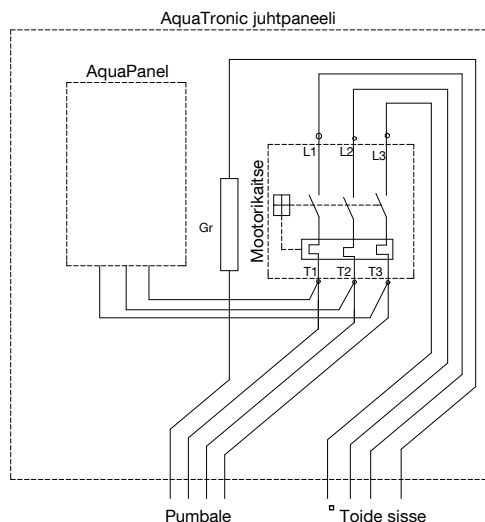 AquaTronic juhtpaneeli
AquaPanel
L1 L2 L3
Gr
Mootorikaitse
T1 T2 T3
Pumbale
Toide sisse